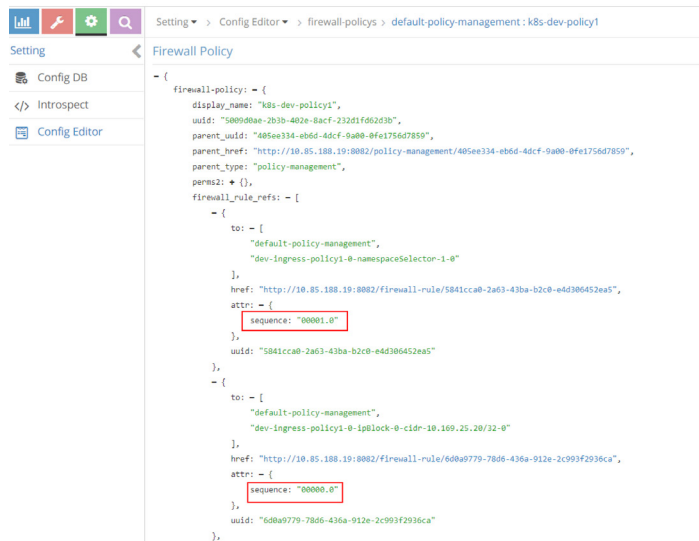 Setting > Config Editor > firewall-policys > default-policy-management : k8s-dev-policy1
Setting
Firewall Policy
Config DB
</> Introspect
Config Editor
- {
firewall-policy: - {
display_name: "k8s-dev-policy1",
uuid: "5009d0ae-2b3b-402e-8acf-232d1fd62d3b",
parent_uuid: "405ee334-eb6d-4dcf-9a00-0fe1756d7859",
parent_href: "http://10.85.188.19:8082/policy-management/405ee334-eb6d-4dcf-9a00-0fe1756d7859",
parent_type: "policy-management",
perms2: + {},
firewall_rule_refs: - [
- {
to: - [
"default-policy-management",
"dev-ingress-policy1-0-namespaceSelector-1-0"
],
href: "http://10.85.188.19:8082/firewall-rule/5841cca0-2a63-43ba-b2c0-e4d306452ea5",
attr: - {
sequence: "00001.0"
},
uuid: "5841cca0-2a63-43ba-b2c0-e4d306452ea5"
},
- {
to: - [
"default-policy-management",
"dev-ingress-policy1-0-ipBlock-0-cidr-10.169.25.20/32-0"
],
href: "http://10.85.188.19:8082/firewall-rule/6d0a9779-78d6-436a-912e-2c993f2936ca",
attr: - {
sequence: "00000.0"
},
uuid: "6d0a9779-78d6-436a-912e-2c993f2936ca"
},